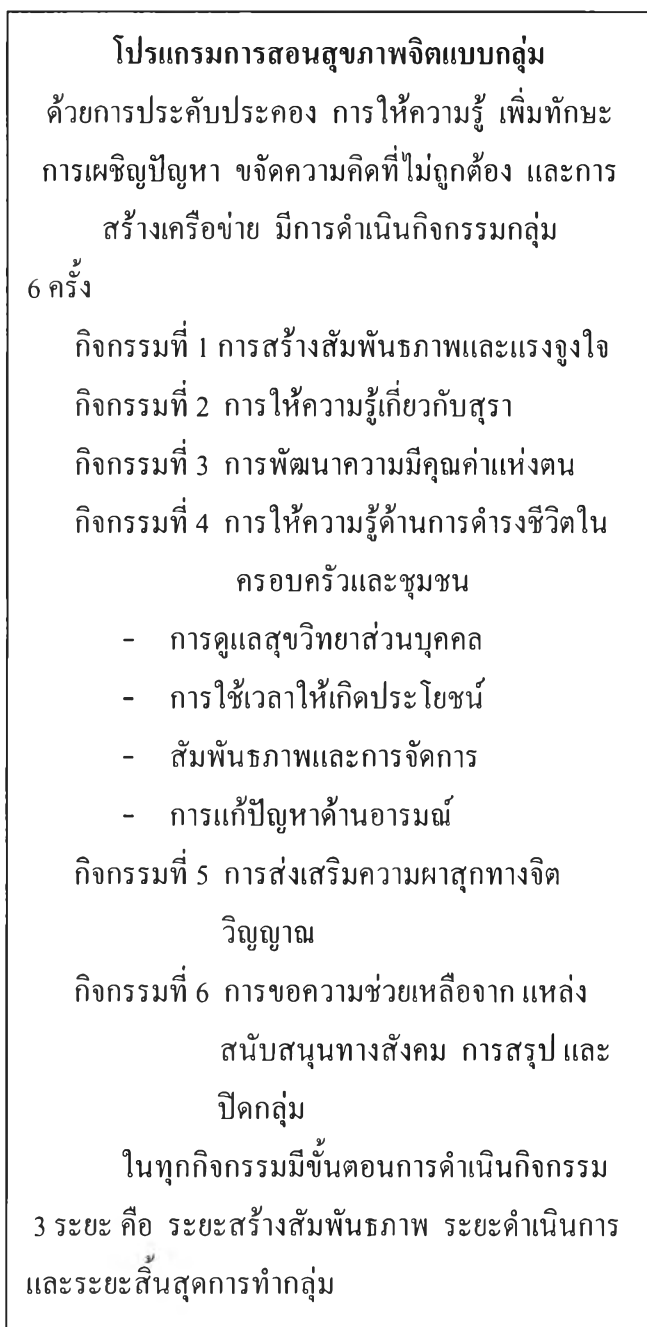 โปรแกรมการสอนสุขภาพจิตแบบกลุ่ม
ด้วยการประคับประคอง การให้ความรู้ เพิ่มทักษะ
การเผชิญปัญหา ขจัดความคิดที่ไม่ถูกต้อง และการ
สร้างเครือข่าย มีการดำเนินกิจกรรมกลุ่ม
6 ครั้ง
กิจกรรมที่ 1 การสร้างสัมพันธภาพและแรงจูงใจ
กิจกรรมที่ 2 การให้ความรู้เกี่ยวกับสุรา
กิจกรรมที่ 3 การพัฒนาความมีคุณค่าแห่งตน
กิจกรรมที่ 4 การให้ความรู้ด้านการดำรงชีวิตใน
ครอบครัวและชุมชน
- การดูแลสุขวิทยาส่วนบุคคล
- การใช้เวลาให้เกิดประโยชน์
- สัมพันธภาพและการจัดการ
- การแก้ปัญหาด้านอารมณ์
กิจกรรมที่ 5 การส่งเสริมความผาสุกทางจิต
วิญญาณ
กิจกรรมที่ 6 การขอความช่วยเหลือจาก แหล่ง
สนับสนุนทางสังคม การสรุป และ
ปิดกลุ่ม
ในทุกกิจกรรมมีขั้นตอนการดำเนินกิจกรรม
3 ระยะ คือ ระยะสร้างสัมพันธภาพ ระยะดำเนินการ
และระยะสิ้นสุดการทำกลุ่ม